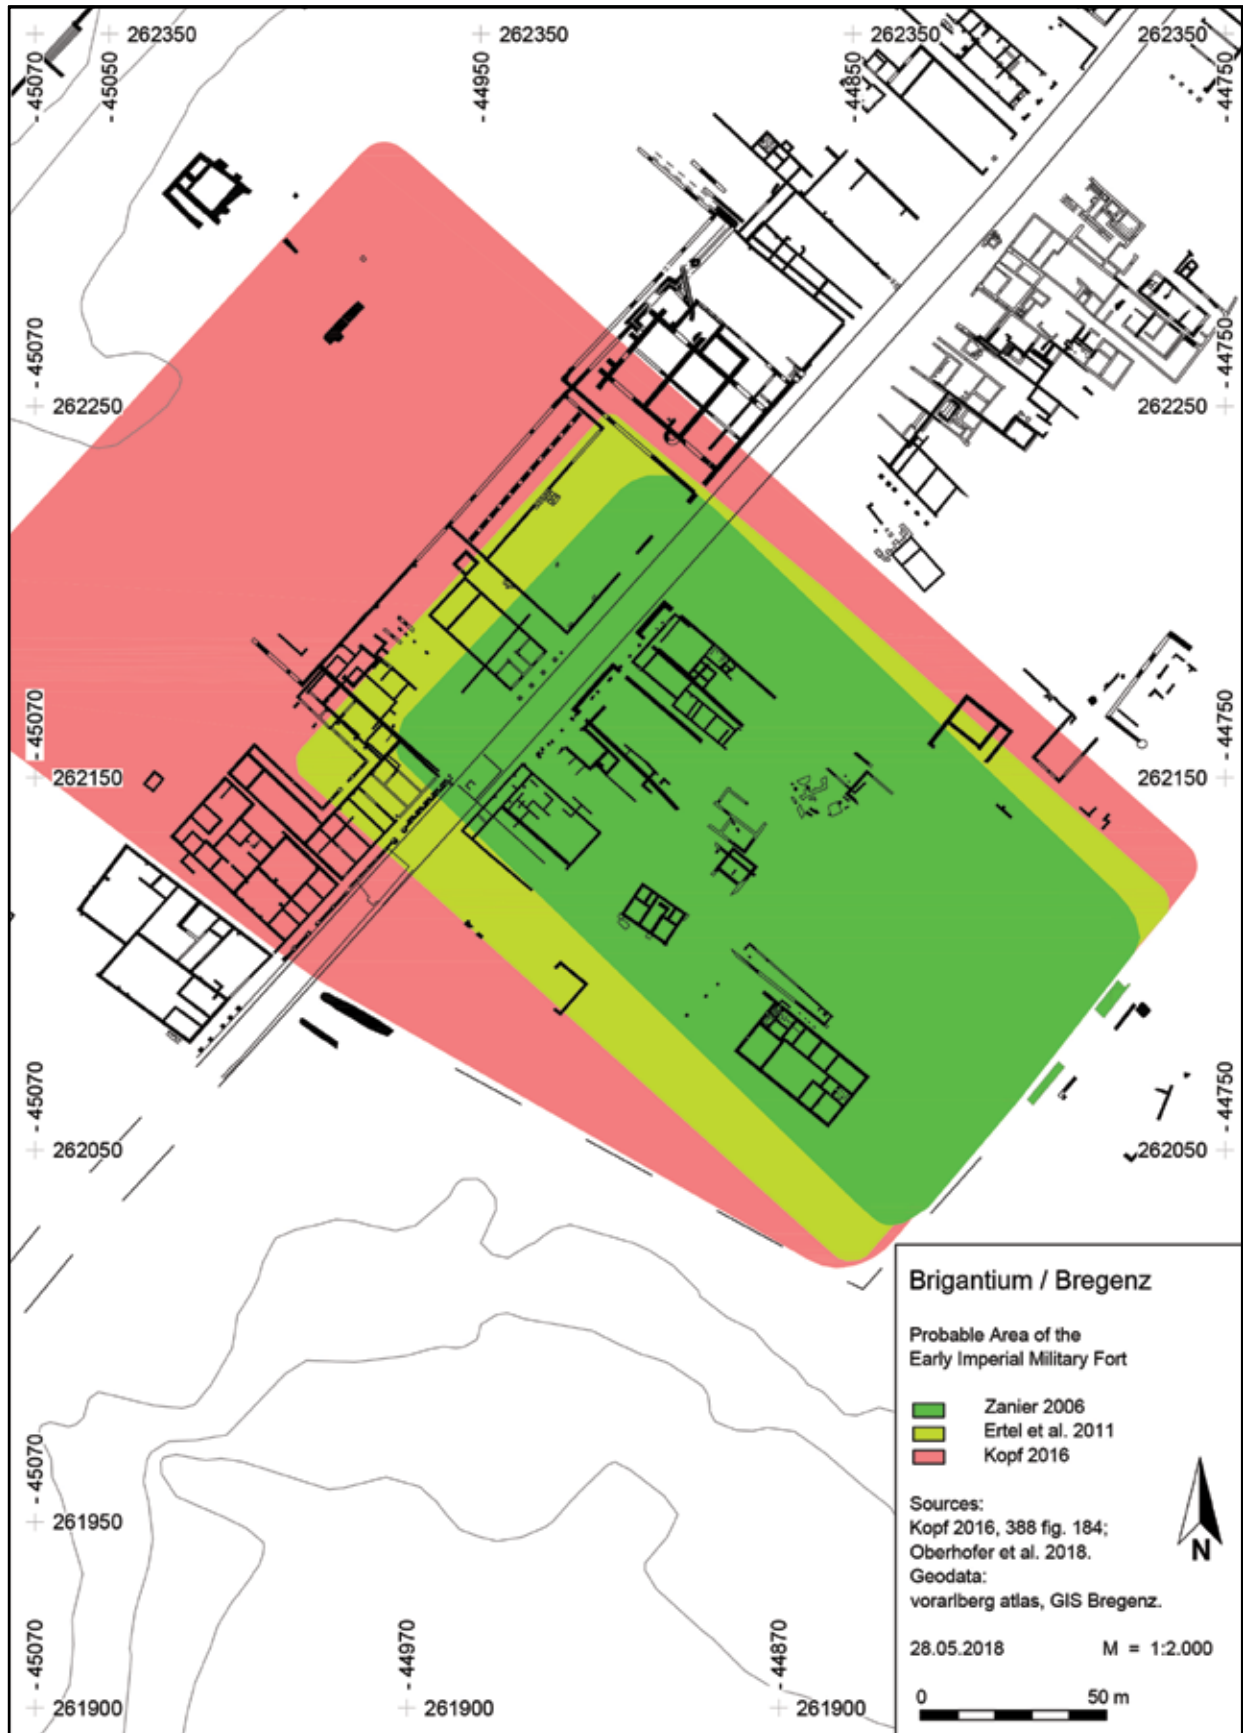 262350
262350
262350
262350
-45070
-45050
-44950
-44850
-44750
-45070
-44750
262250
262250
-45070
-44750
262150
262150
-45070
-44750
262050
262050
Brigantium / Bregenz
Probable Area of the
Early Imperial Military Fort
Zanier 2006
Ertel et al. 2011
Kopf 2016
Sources:
Kopf 2016, 388 fig. 184;
Oberhofer et al. 2018.
Geodata:
vorarlberg atlas, GIS Bregenz.
N
28.05.2018 M = 1:2.000
0 50 m
-45070
261950
-45070
-44970
-44870
261900
261900
261900